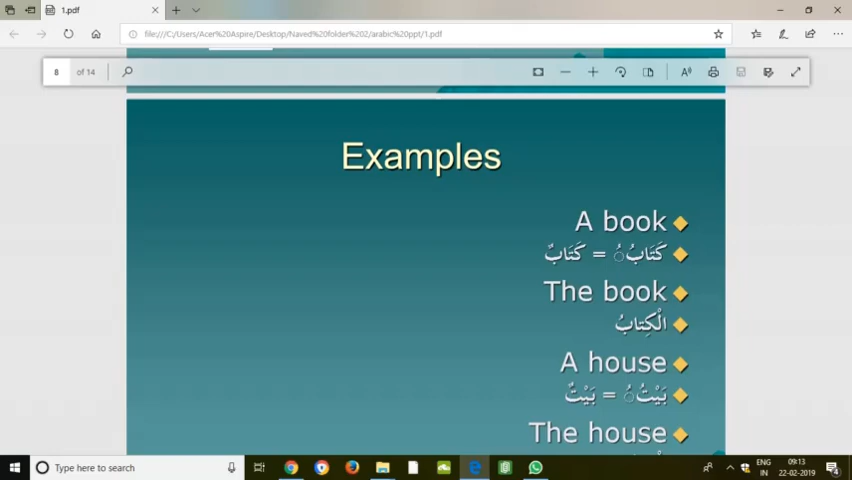 1.pdf
file:///C:/Users/Acer%20Aspire/Desktop/Naved%20folder%202/arabic%20ppt/1.pdf
8 of 14
Examples
A book
كَتَابُ ُ = كَتَابٌ
The book
الْكِتابُ
A house
بَيْتُ ُ = بَيْتٌ
The house
Type here to search
ENG 09:13
IN 22-02-2019
4